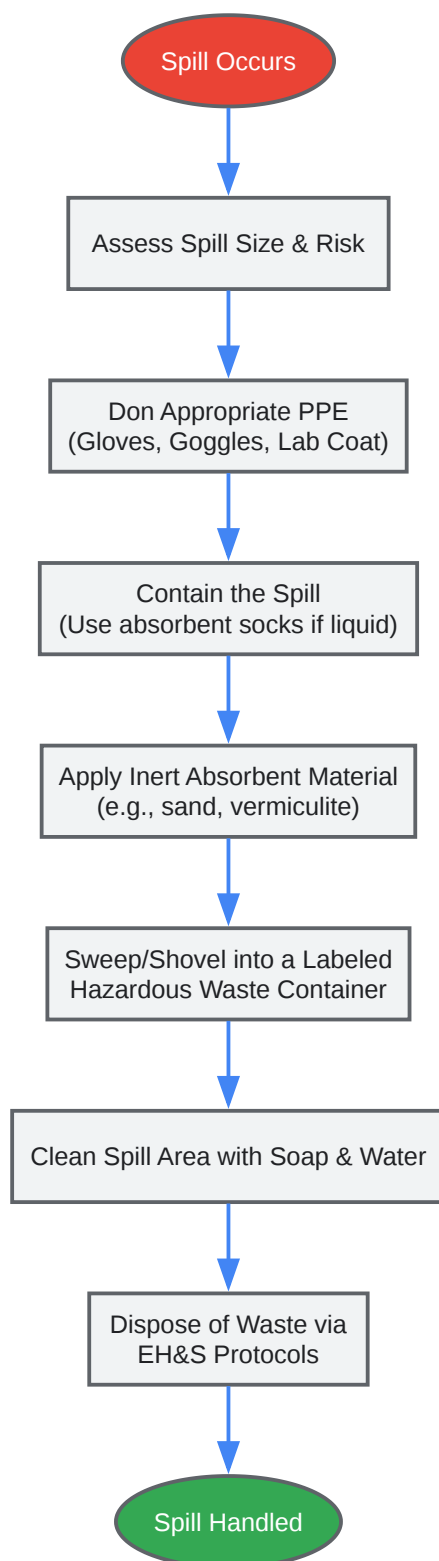 Spill Occurs
Assess Spill Size & Risk
Don Appropriate PPE
(Gloves, Goggles, Lab Coat)
Contain the Spill
(Use absorbent socks if liquid)
Apply Inert Absorbent Material
(e.g., sand, vermiculite)
Sweep/Shovel into a Labeled
Hazardous Waste Container
Clean Spill Area with Soap & Water
Dispose of Waste via
EH&S Protocols
Spill Handled